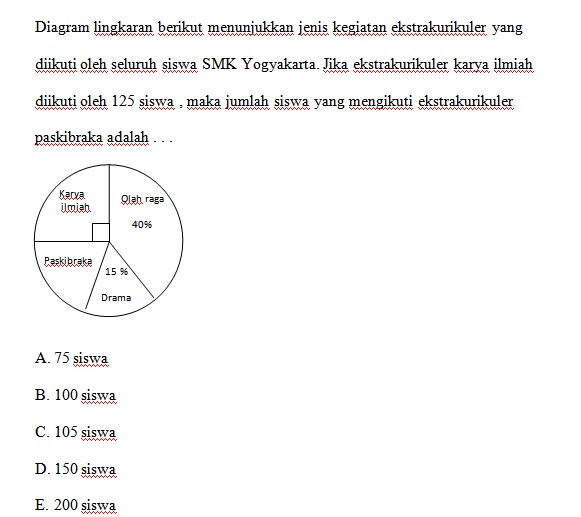 Diagram lingkaran berikut menunjukkan jenis kegiatan ekstrakurikuler yang
diikuti oleh seluruh siswa SMK Yogyakarta. Jika ekstrakurikuler karya ilmiah
diikuti oleh 125 siswa , maka jumlah siswa yang mengikuti ekstrakurikuler
paskibraka adalah . . .
Karya
ilmiah
Olah raga
40%
Paskibraka
15 %
Drama
A. 75 siswa
B. 100 siswa
C. 105 siswa
D. 150 siswa
E. 200 siswa